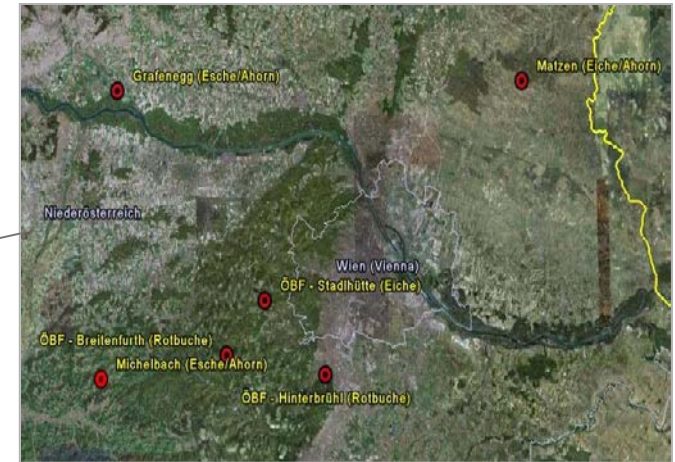 Grafenegg (Esche/Ahorn)
Matzen (Eiche/Ahorn)
Niederösterreich
Wien (Vienna)
ÖBF - Stadlhütte (Eiche)
ÖBF - Breitenfurth (Rotbuche)
Michelbach (Esche/Ahorn)
ÖBF - Hinterbrühl (Rotbuche)